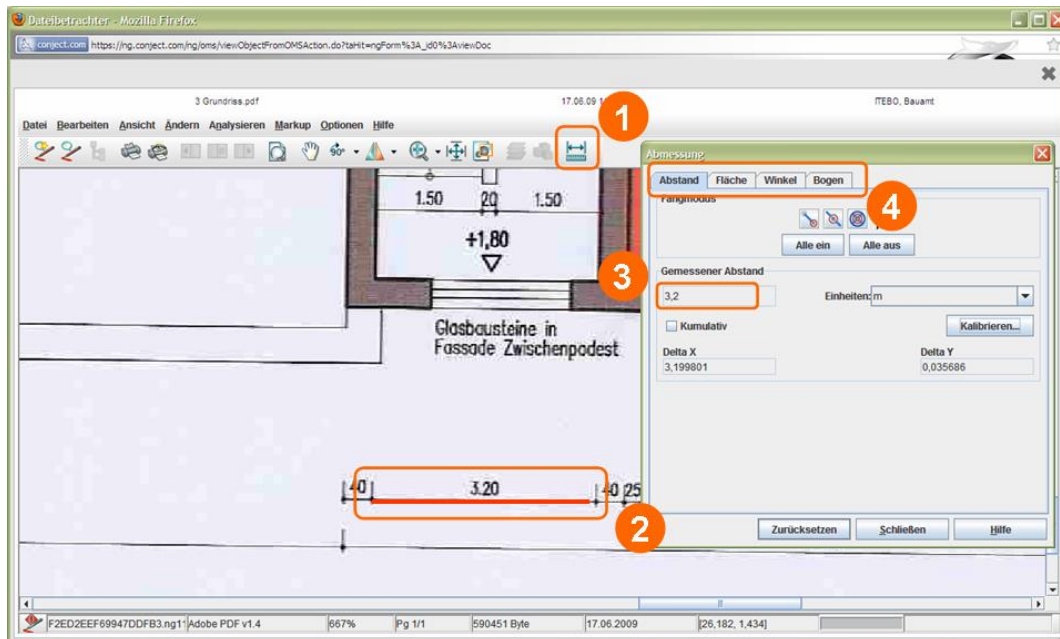 Dateibetrachter - Mozilla Firefox
conject.com https://ng.conject.com/ng/oms/viewObjectFromOMSAction.do?taHit=ngForm%3A_id0%3AviewDoc
3 Grundriss.pdf 17.06.09 ITEBO, Bauamt
1
Datei Bearbeiten Ansicht Ändern Analysieren Markup Optionen Hilfe
90°
Abmessung
Abstand Fläche Winkel Bogen
4
Fangmodus
Alle ein Alle aus
1.50 20 1.50
+1,80
3
Gemessener Abstand
3,2 Einheiten: m
Kumulativ Kalibrieren...
Delta X Delta Y
3,199801 0,035686
Glasbausteine in
Fassade Zwischenpodest
40 3.20 40 25
2
Zurücksetzen Schließen Hilfe
F2ED2EEF69947DDFB3.ng1 Adobe PDF v1.4 667% Pg 1/1 590451 Byte 17.06.2009 [26,182, 1,434]